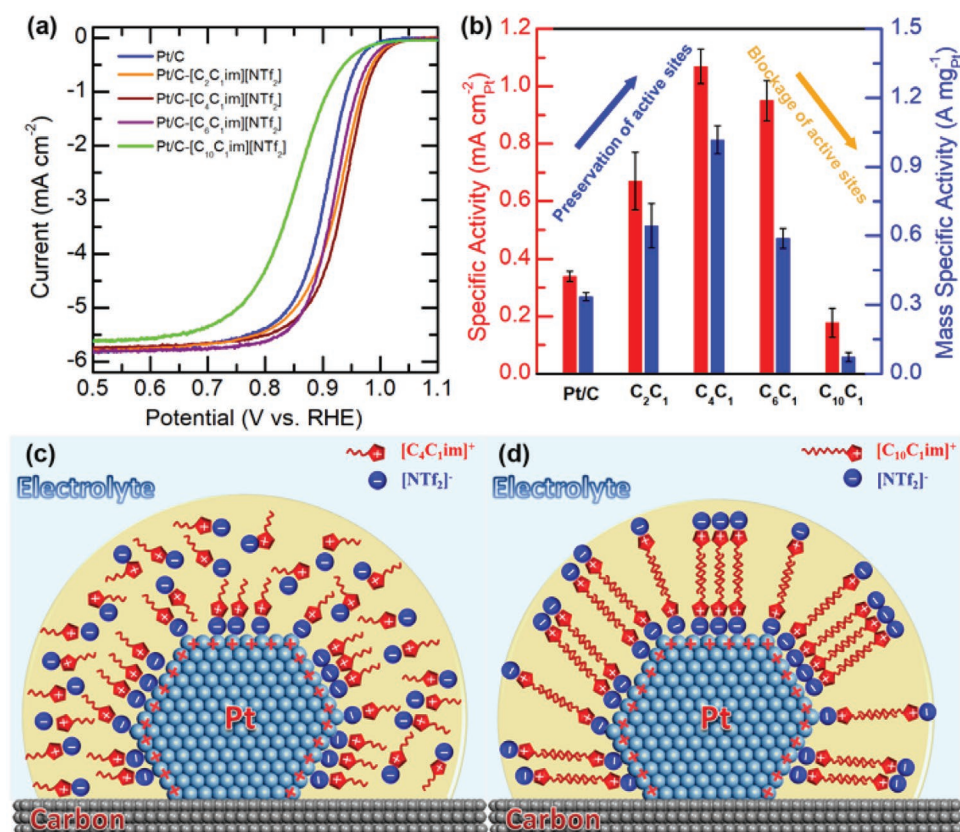 (a)
Current (mA cm⁻²)
0
-1
-2
-3
-4
-5
-6
Pt/C
Pt/C-[C₂C₁im][NTf₂]
Pt/C-[C₄C₁im][NTf₂]
Pt/C-[C₆C₁im][NTf₂]
Pt/C-[C₁₀C₁im][NTf₂]
0.5 0.6 0.7 0.8 0.9 1.0 1.1
Potential (V vs. RHE)
(b)
Specific Activity (mA cm⁻²Pt)
1.2
1.0
0.8
0.6
0.4
0.2
0.0
Preservation of active sites
Blockage of active sites
1.5
1.2
0.9
0.6
0.3
0.0
Mass Specific Activity (A mg⁻¹Pt)
Pt/C C₂C₁ C₄C₁ C₆C₁ C₁₀C₁
(c)
[C₄C₁im]⁺
[NTf₂]⁻
Electrolyte
Pt
Carbon
(d)
[C₁₀C₁im]⁺
[NTf₂]⁻
Electrolyte
Pt
Carbon